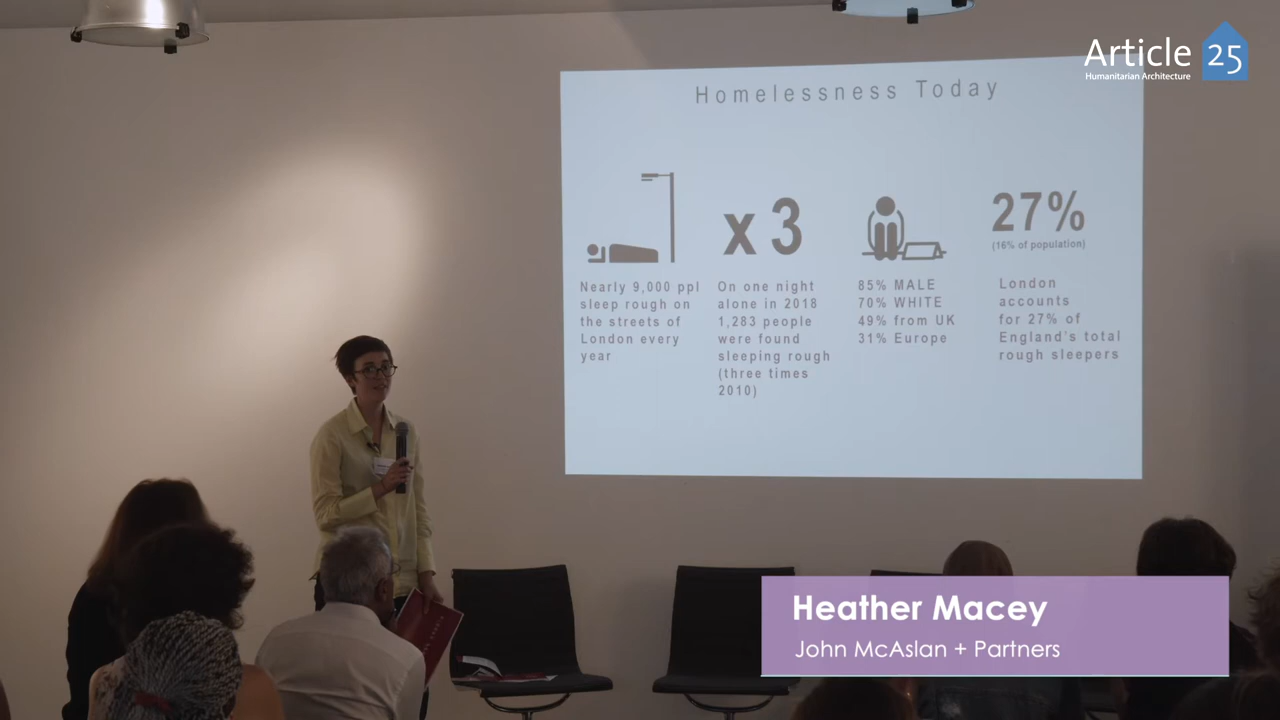 Article 25
Humanitarian Architecture
Homelessness Today
Nearly 9,000 ppl
sleep rough on
the streets of
London every
year
x 3
On one night
alone in 2018
1,283 people
were found
sleeping rough
(three times
2010)
85% MALE
70% WHITE
49% from UK
31% Europe
27%
(16% of population)
London
accounts
for 27% of
England's total
rough sleepers
Heather Macey
John McAslan + Partners